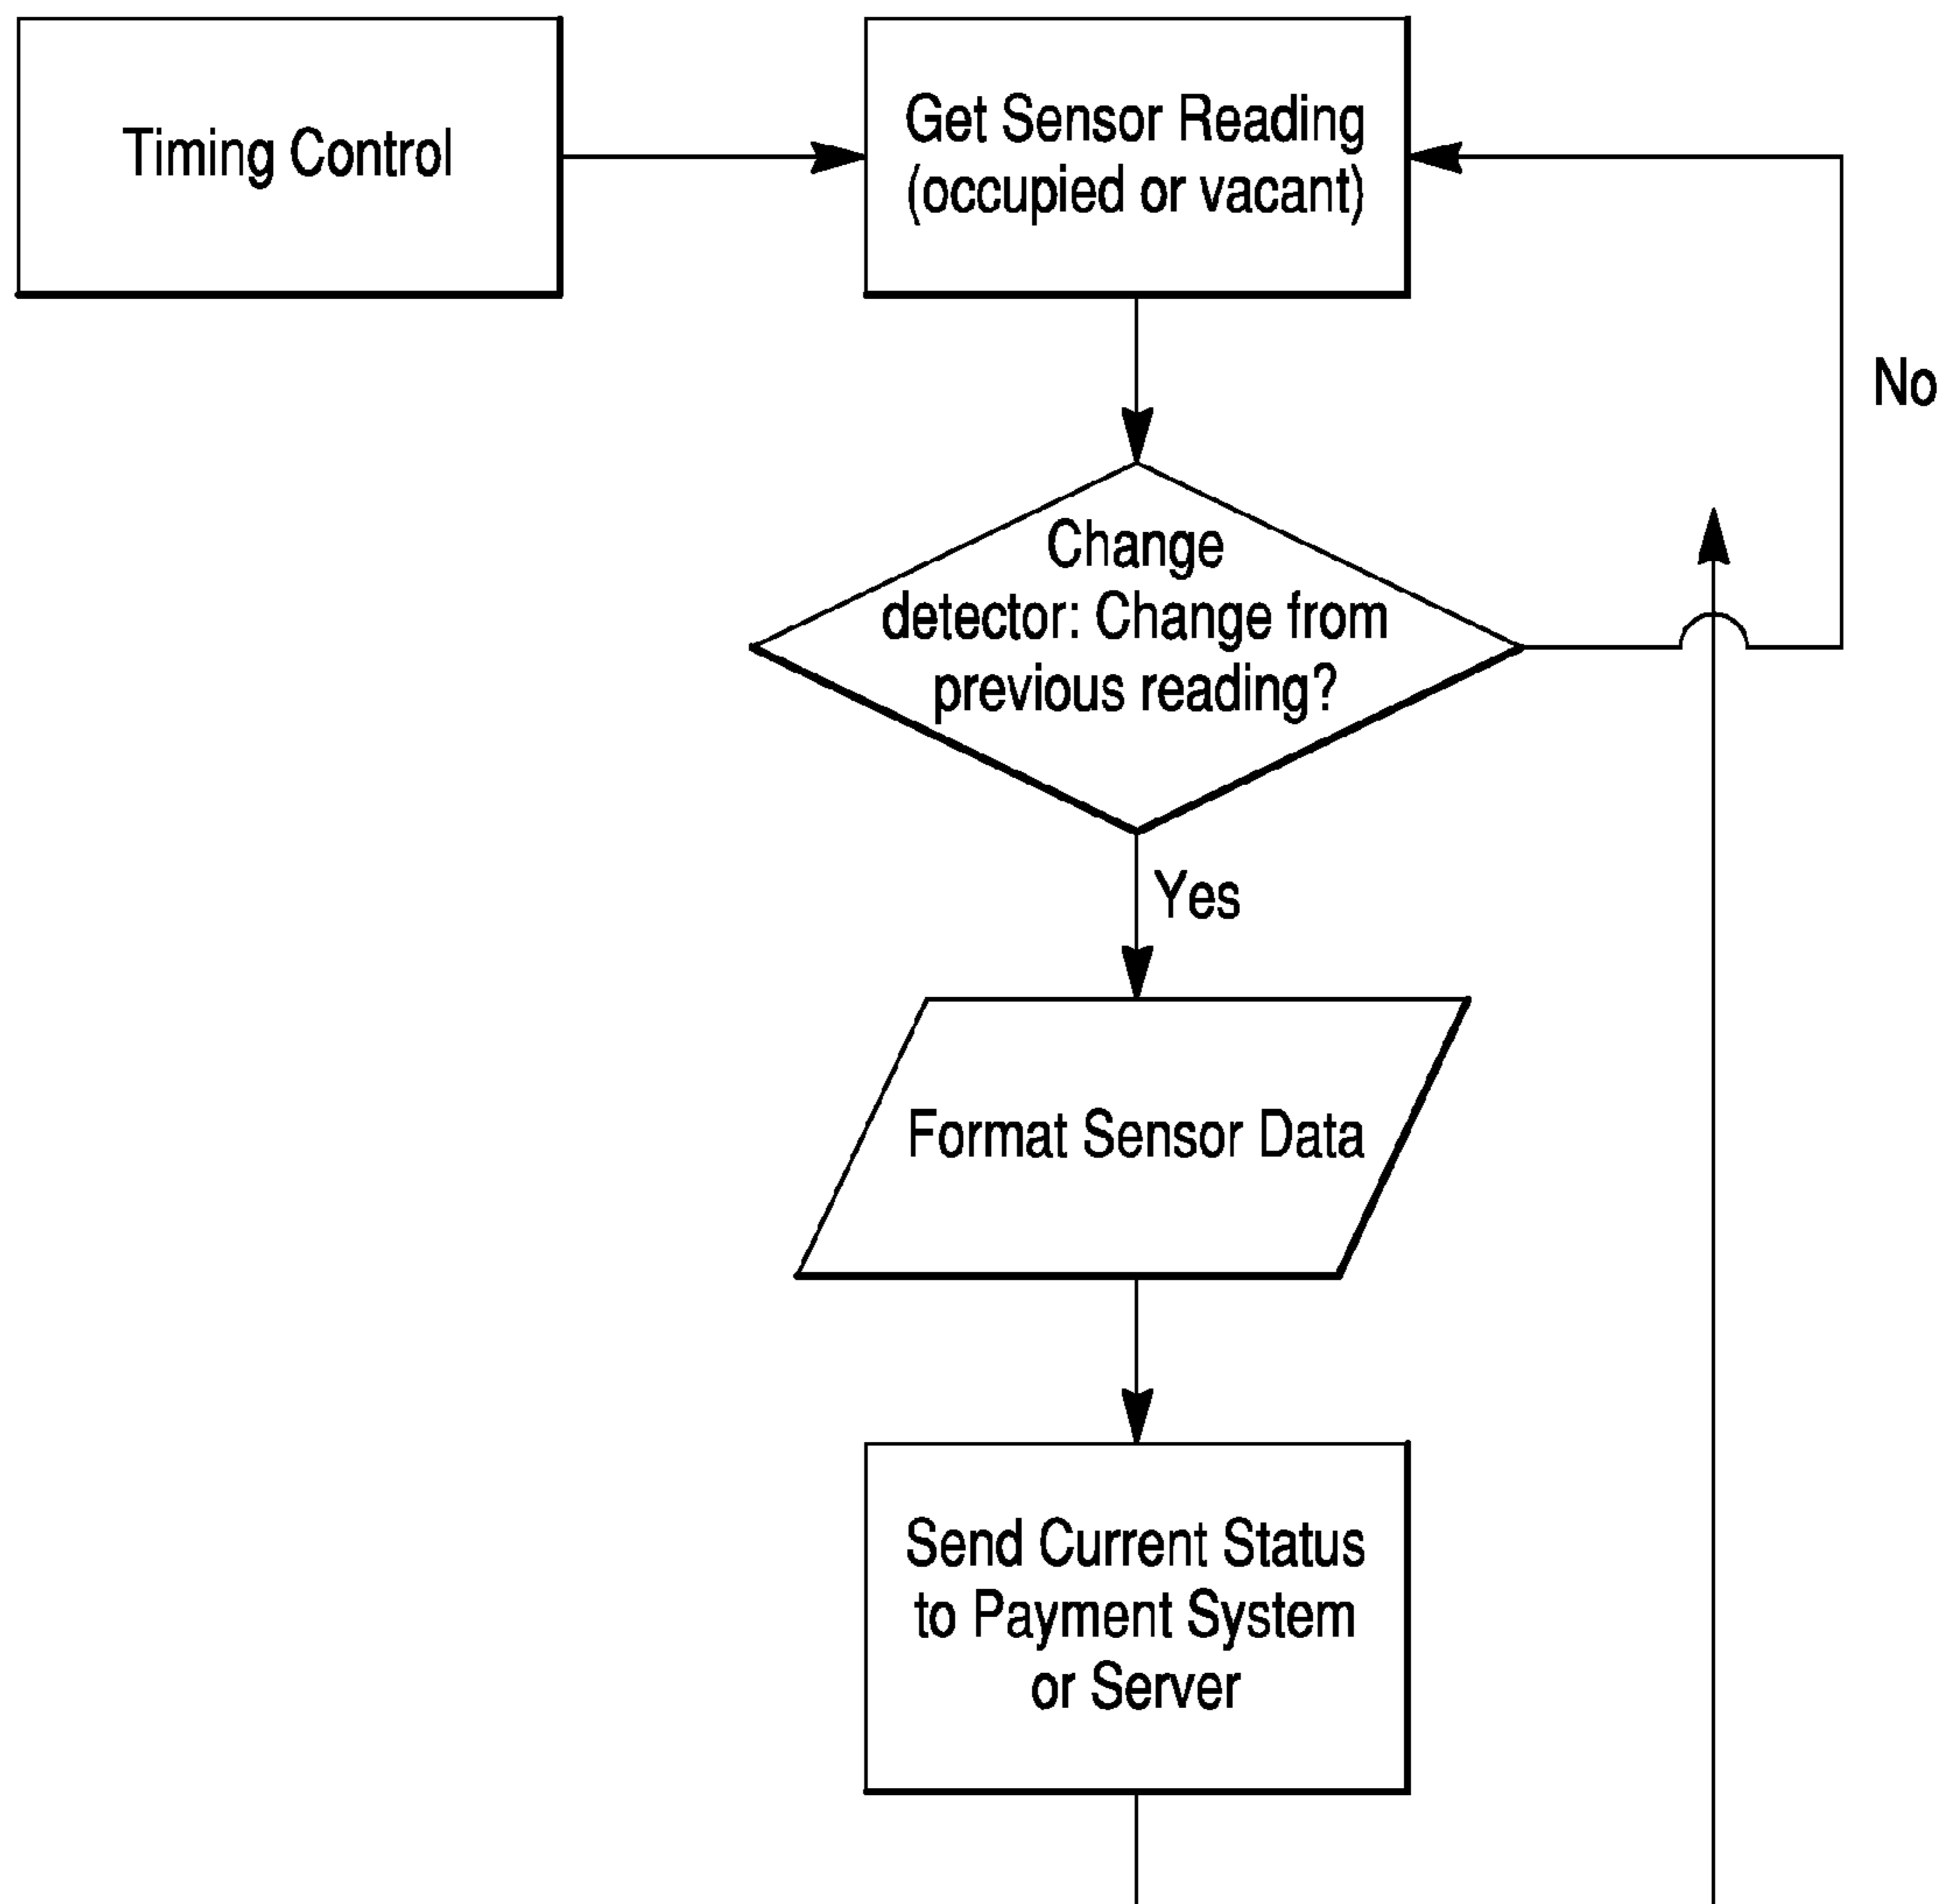 Timing Control
Get Sensor Reading
(occupied or vacant)
No
Change
detector: Change from
previous reading?
Yes
Format Sensor Data
Send Current Status
to Payment System
or Server